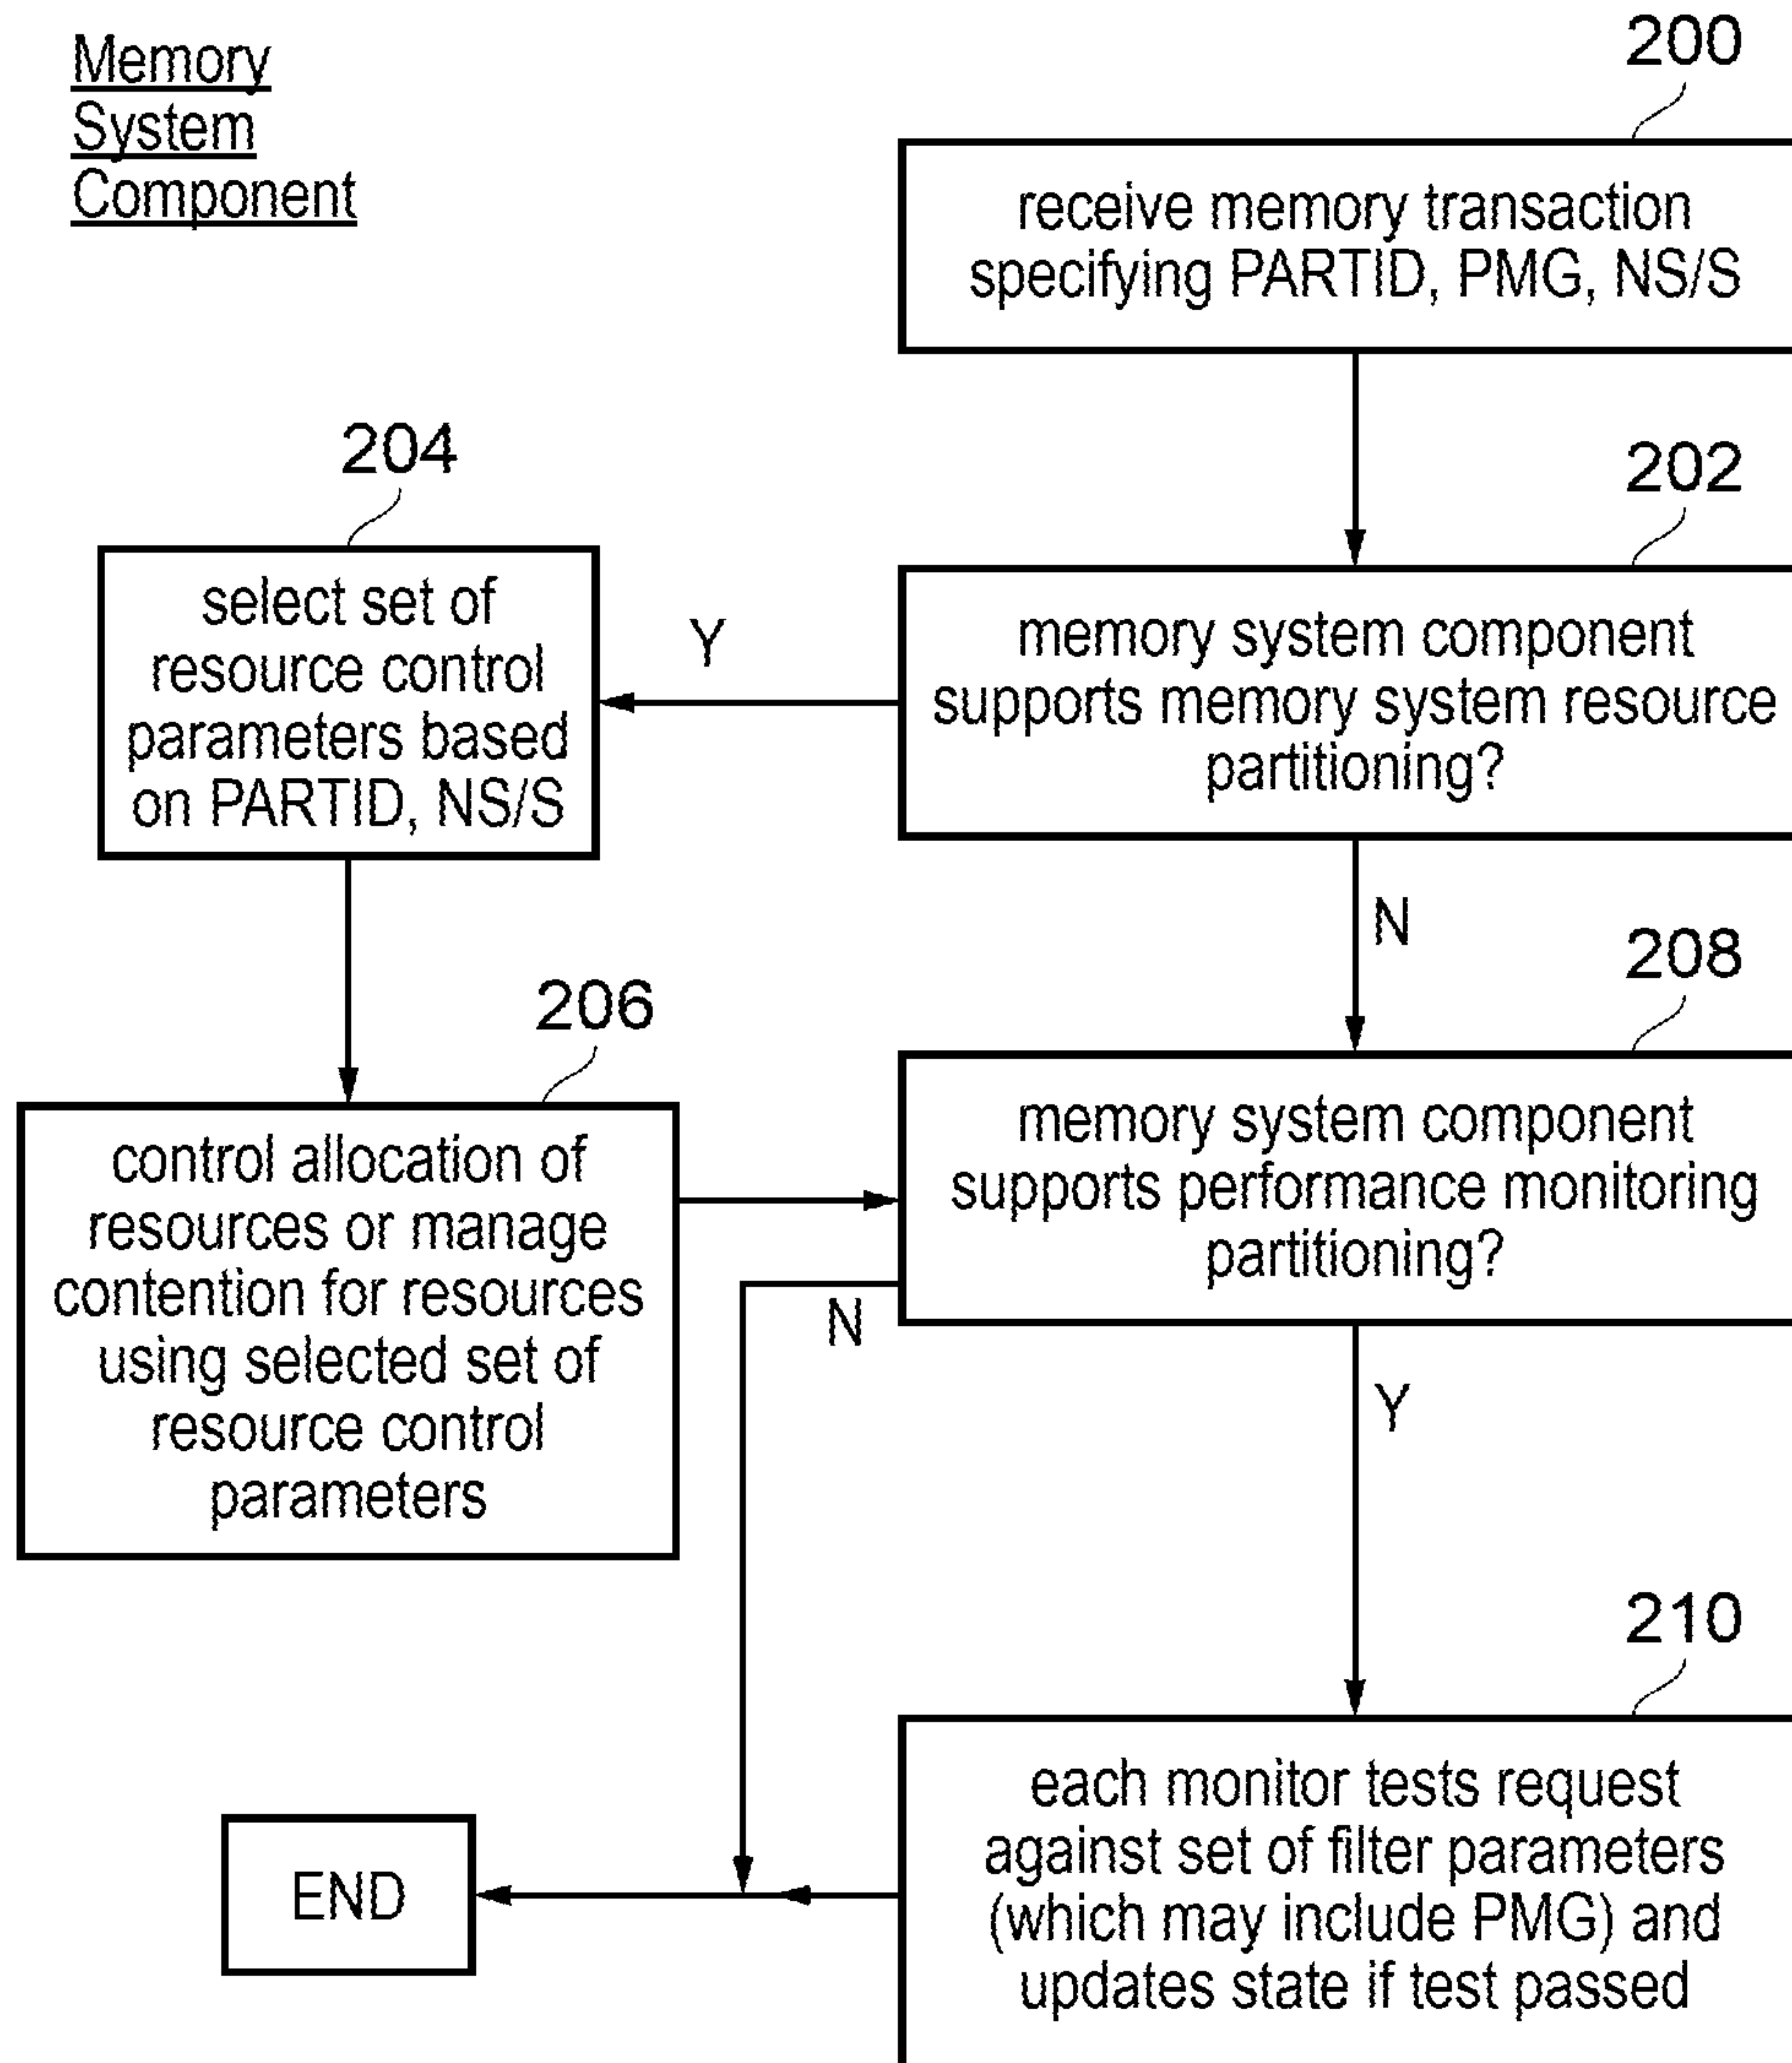 Memory
System
Component
200
receive memory transaction
specifying PARTID, PMG, NS/S
202
memory system component
supports memory system resource
partitioning?
Y
N
204
select set of
resource control
parameters based
on PARTID, NS/S
206
control allocation of
resources or manage
contention for resources
using selected set of
resource control
parameters
208
memory system component
supports performance monitoring
partitioning?
N
Y
210
each monitor tests request
against set of filter parameters
(which may include PMG) and
updates state if test passed
END